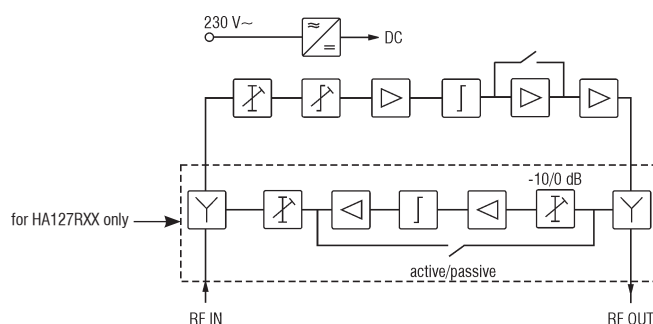 230 V~
DC
-10/0 dB
for HA127RXX only
active/passive
RF IN
RF OUT